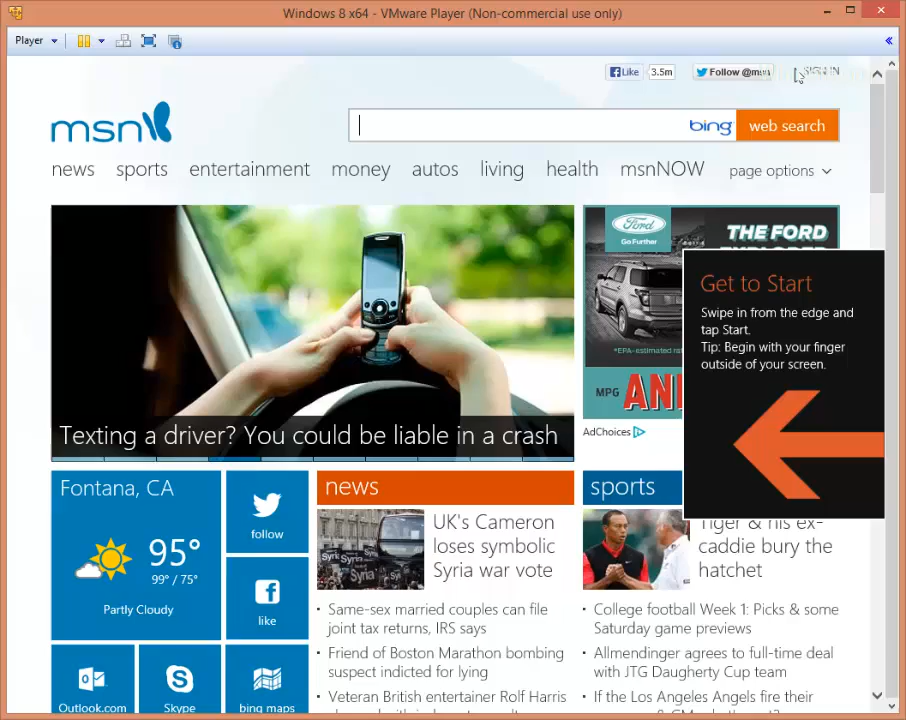 Windows 8 x64 - VMware Player (Non-commercial use only)
Player
Like
3.5m
Follow @msn
SIGN IN
msn
bing
web search
news
sports
entertainment
money
autos
living
health
msnNOW
page options
Ford
Go Further
THE FORD
*EPA-estimated
MPG
AdChoices
Get to Start
Swipe in from the edge and
tap Start.
Tip: Begin with your finger
outside of your screen.
Texting a driver? You could be liable in a crash
Fontana, CA
95°
99° / 75°
Partly Cloudy
follow
like
Outlook.com
Skype
bing maps
news
UK's Cameron
loses symbolic
Syria war vote
Same-sex married couples can file
joint tax returns, IRS says
Friend of Boston Marathon bombing
suspect indicted for lying
Veteran British entertainer Rolf Harris
sports
Tiger & his ex-
caddie bury the
hatchet
College football Week 1: Picks & some
Saturday game previews
Allmendinger agrees to full-time deal
with JTG Daugherty Cup team
If the Los Angeles Angels fire their